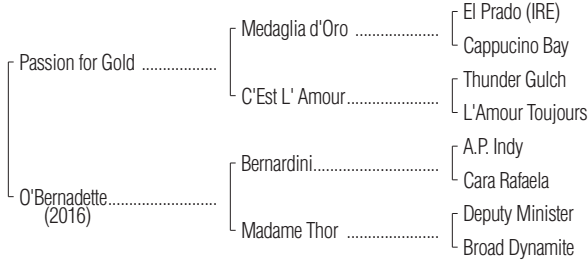 El Prado (IRE)
Medaglia d'Oro ....................
Cappucino Bay
Passion for Gold ..................
Thunder Gulch
C'Est L' Amour......................
L'Amour Toujours
A.P. Indy
Bernardini..............................
Cara Rafaela
O'Bernadette..........................
(2016)
Deputy Minister
Madame Thor ......................
Broad Dynamite